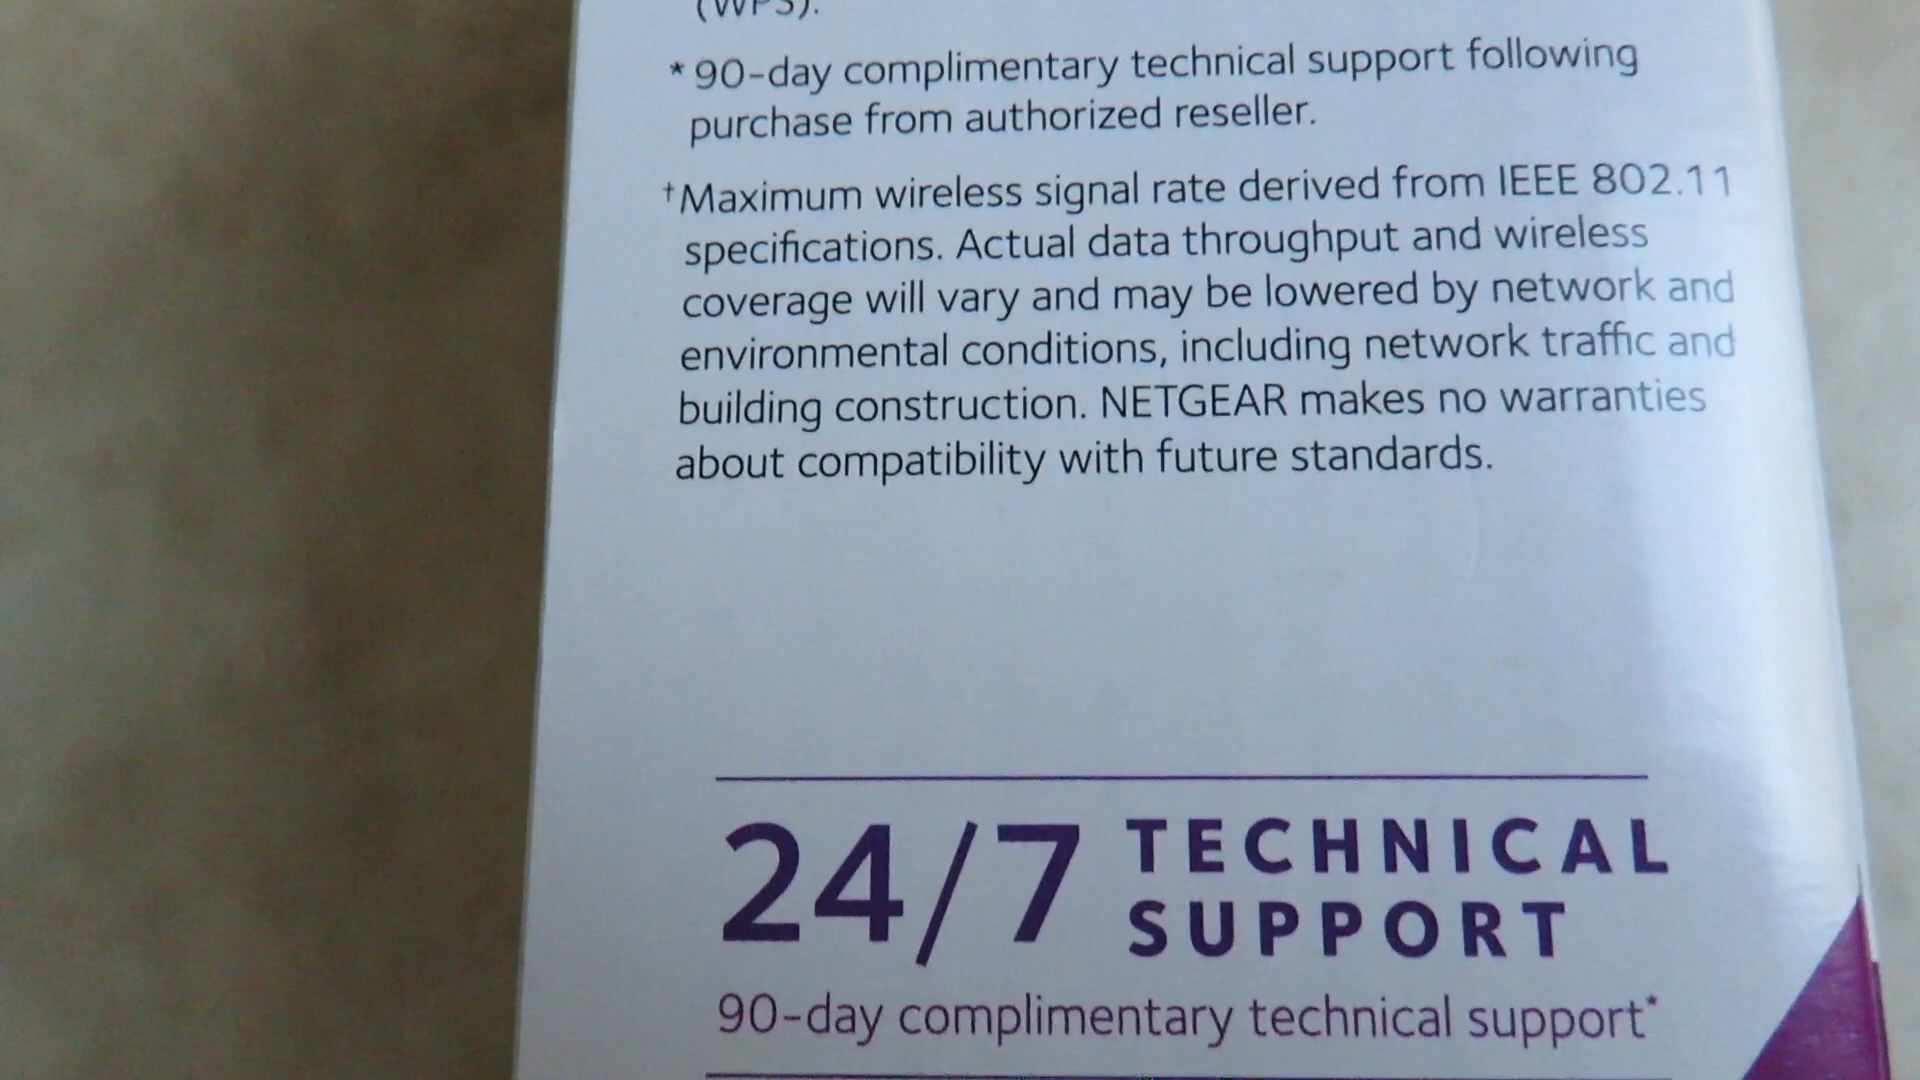 (WPS).
* 90-day complimentary technical support following
purchase from authorized reseller.
†Maximum wireless signal rate derived from IEEE 802.11
specifications. Actual data throughput and wireless
coverage will vary and may be lowered by network and
environmental conditions, including network traffic and
building construction. NETGEAR makes no warranties
about compatibility with future standards.
24/7 TECHNICAL
SUPPORT
90-day complimentary technical support*